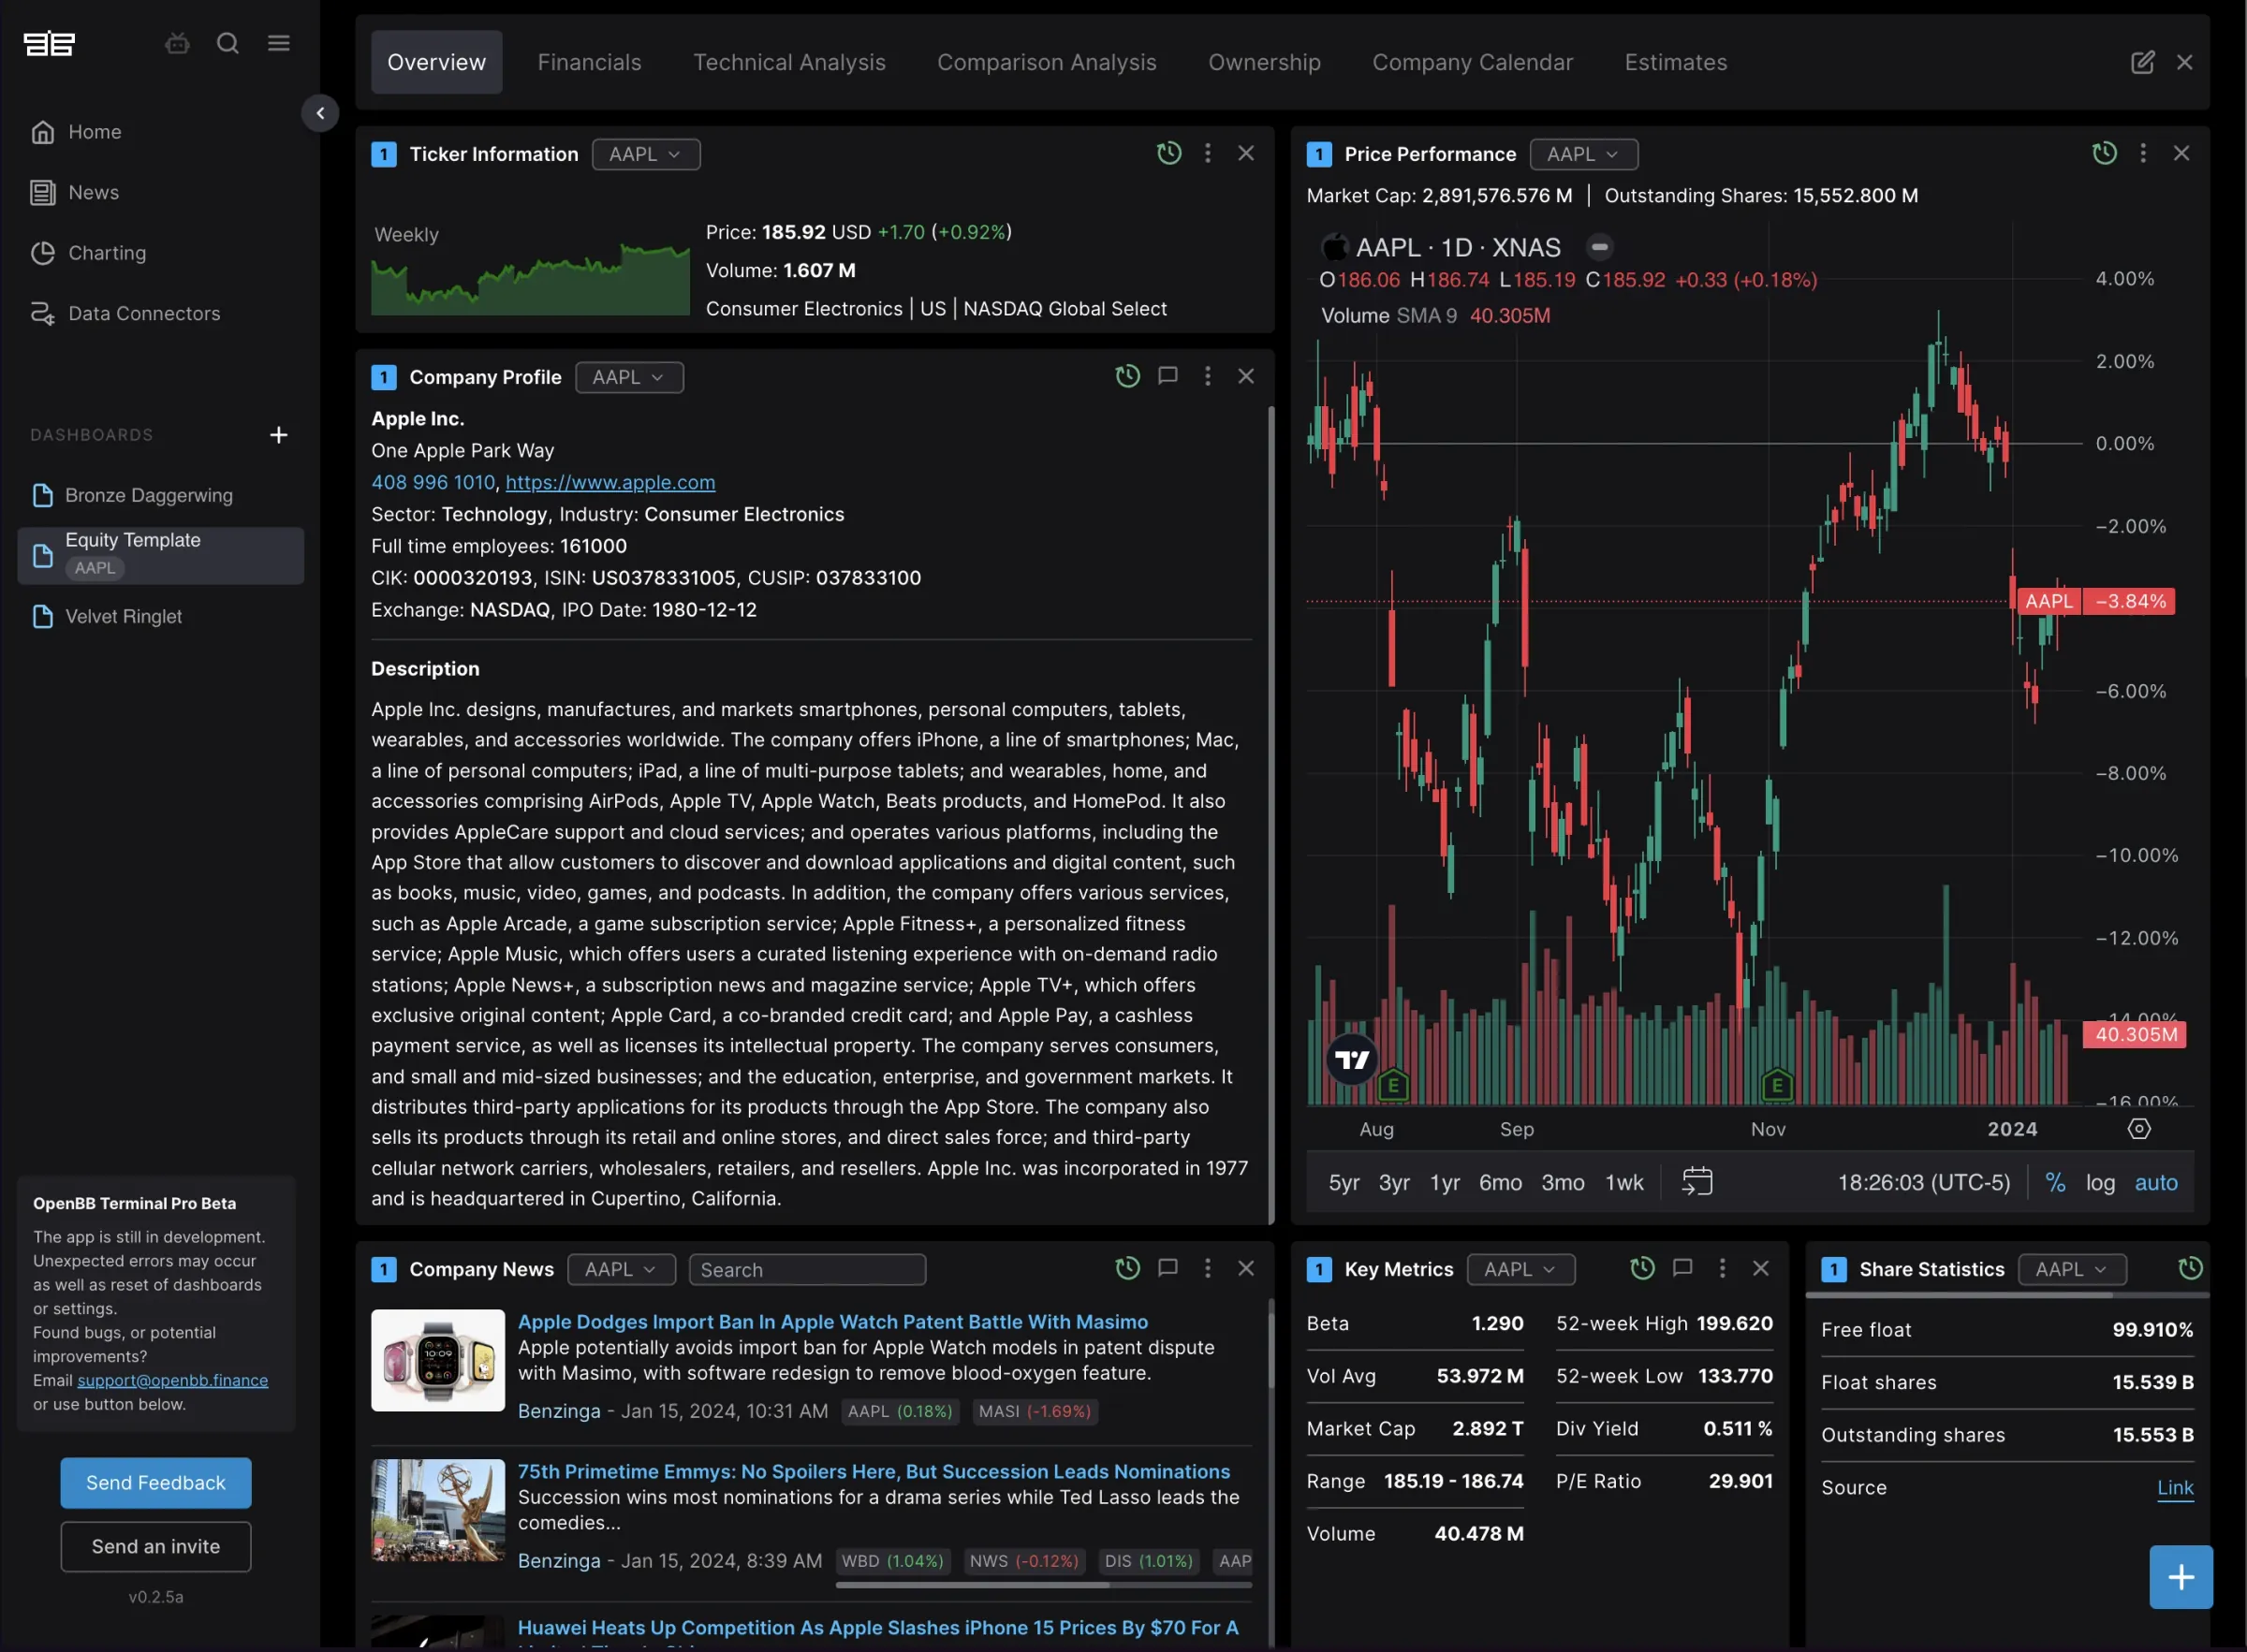 Home
News
Charting
Data Connectors
DASHBOARDS
Bronze Daggerwing
Equity Template
AAPL
Velvet Ringlet
OpenBB Terminal Pro Beta
The app is still in development.
Unexpected errors may occur
as well as reset of dashboards
or settings.
Found bugs, or potential
improvements?
Email support@openbb.finance
or use button below.
Send Feedback
Send an invite
v0.2.5a
Overview Financials Technical Analysis Comparison Analysis Ownership Company Calendar Estimates
1 Ticker Information AAPL
Weekly
Price: 185.92 USD +1.70 (+0.92%)
Volume: 1.607 M
Consumer Electronics | US | NASDAQ Global Select
1 Company Profile AAPL
Apple Inc.
One Apple Park Way
408 996 1010, https://www.apple.com
Sector: Technology, Industry: Consumer Electronics
Full time employees: 161000
CIK: 0000320193, ISIN: US0378331005, CUSIP: 037833100
Exchange: NASDAQ, IPO Date: 1980-12-12
Description
Apple Inc. designs, manufactures, and markets smartphones, personal computers, tablets,
wearables, and accessories worldwide. The company offers iPhone, a line of smartphones; Mac,
a line of personal computers; iPad, a line of multi-purpose tablets; and wearables, home, and
accessories comprising AirPods, Apple TV, Apple Watch, Beats products, and HomePod. It also
provides AppleCare support and cloud services; and operates various platforms, including the
App Store that allow customers to discover and download applications and digital content, such
as books, music, video, games, and podcasts. In addition, the company offers various services,
such as Apple Arcade, a game subscription service; Apple Fitness+, a personalized fitness
service; Apple Music, which offers users a curated listening experience with on-demand radio
stations; Apple News+, a subscription news and magazine service; Apple TV+, which offers
exclusive original content; Apple Card, a co-branded credit card; and Apple Pay, a cashless
payment service, as well as licenses its intellectual property. The company serves consumers,
and small and mid-sized businesses; and the education, enterprise, and government markets. It
distributes third-party applications for its products through the App Store. The company also
sells its products through its retail and online stores, and direct sales force; and third-party
cellular network carriers, wholesalers, retailers, and resellers. Apple Inc. was incorporated in 1977
and is headquartered in Cupertino, California.
1 Price Performance AAPL
Market Cap: 2,891,576.576 M | Outstanding Shares: 15,552.800 M
AAPL · 1D · XNAS
O186.06 H186.74 L185.19 C185.92 +0.33 (+0.18%)
Volume SMA 9 40.305M
4.00%
2.00%
0.00%
−2.00%
AAPL −3.84%
−6.00%
−8.00%
−10.00%
−12.00%
−14.00%
40.305M
−16.00%
E E
Aug Sep Nov 2024
5yr 3yr 1yr 6mo 3mo 1wk 18:26:03 (UTC-5) % log auto
1 Company News AAPL Search
Apple Dodges Import Ban In Apple Watch Patent Battle With Masimo
Apple potentially avoids import ban for Apple Watch models in patent dispute
with Masimo, with software redesign to remove blood-oxygen feature.
Benzinga - Jan 15, 2024, 10:31 AM AAPL (0.18%) MASI (-1.69%)
75th Primetime Emmys: No Spoilers Here, But Succession Leads Nominations
Succession wins most nominations for a drama series while Ted Lasso leads the
comedies...
Benzinga - Jan 15, 2024, 8:39 AM WBD (1.04%) NWS (-0.12%) DIS (1.01%) AAP
Huawei Heats Up Competition As Apple Slashes iPhone 15 Prices By $70 For A
1 Key Metrics AAPL
Beta 1.290 52-week High 199.620
Vol Avg 53.972 M 52-week Low 133.770
Market Cap 2.892 T Div Yield 0.511 %
Range 185.19 - 186.74 P/E Ratio 29.901
Volume 40.478 M
1 Share Statistics AAPL
Free float 99.910%
Float shares 15.539 B
Outstanding shares 15.553 B
Source Link